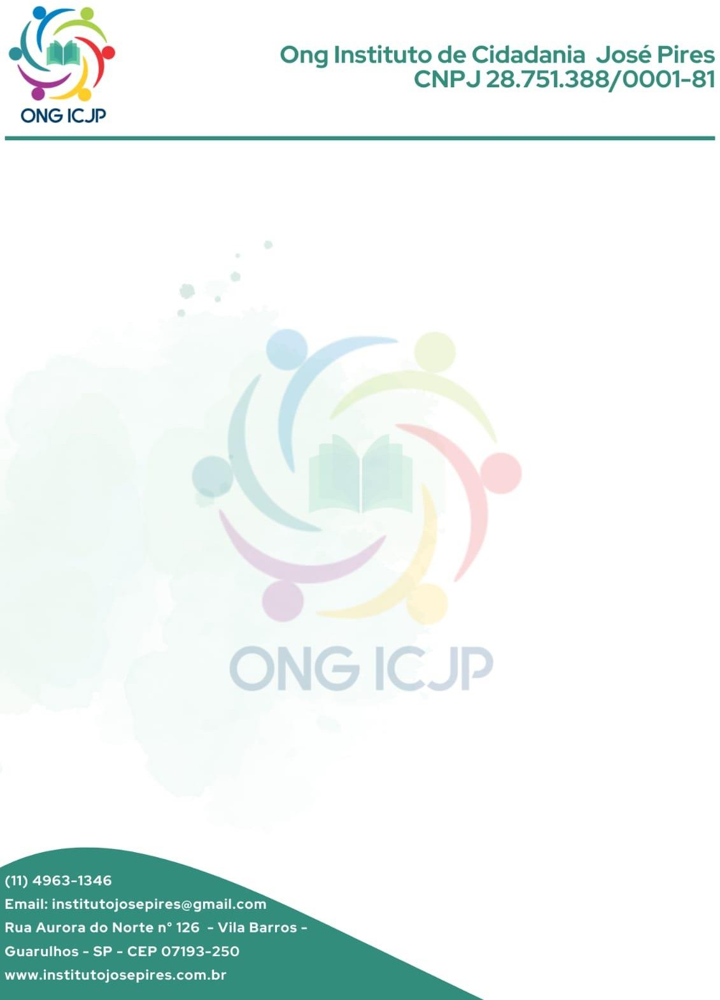 ONG ICJP
Ong Instituto de Cidadania José Pires
CNPJ 28.751.388/0001-81
ONG ICJP
(11) 4963-1346
Email: institutojosepires@gmail.com
Rua Aurora do Norte n° 126 - Vila Barros -
Guarulhos - SP - CEP 07193-250
www.institutojosepires.com.br